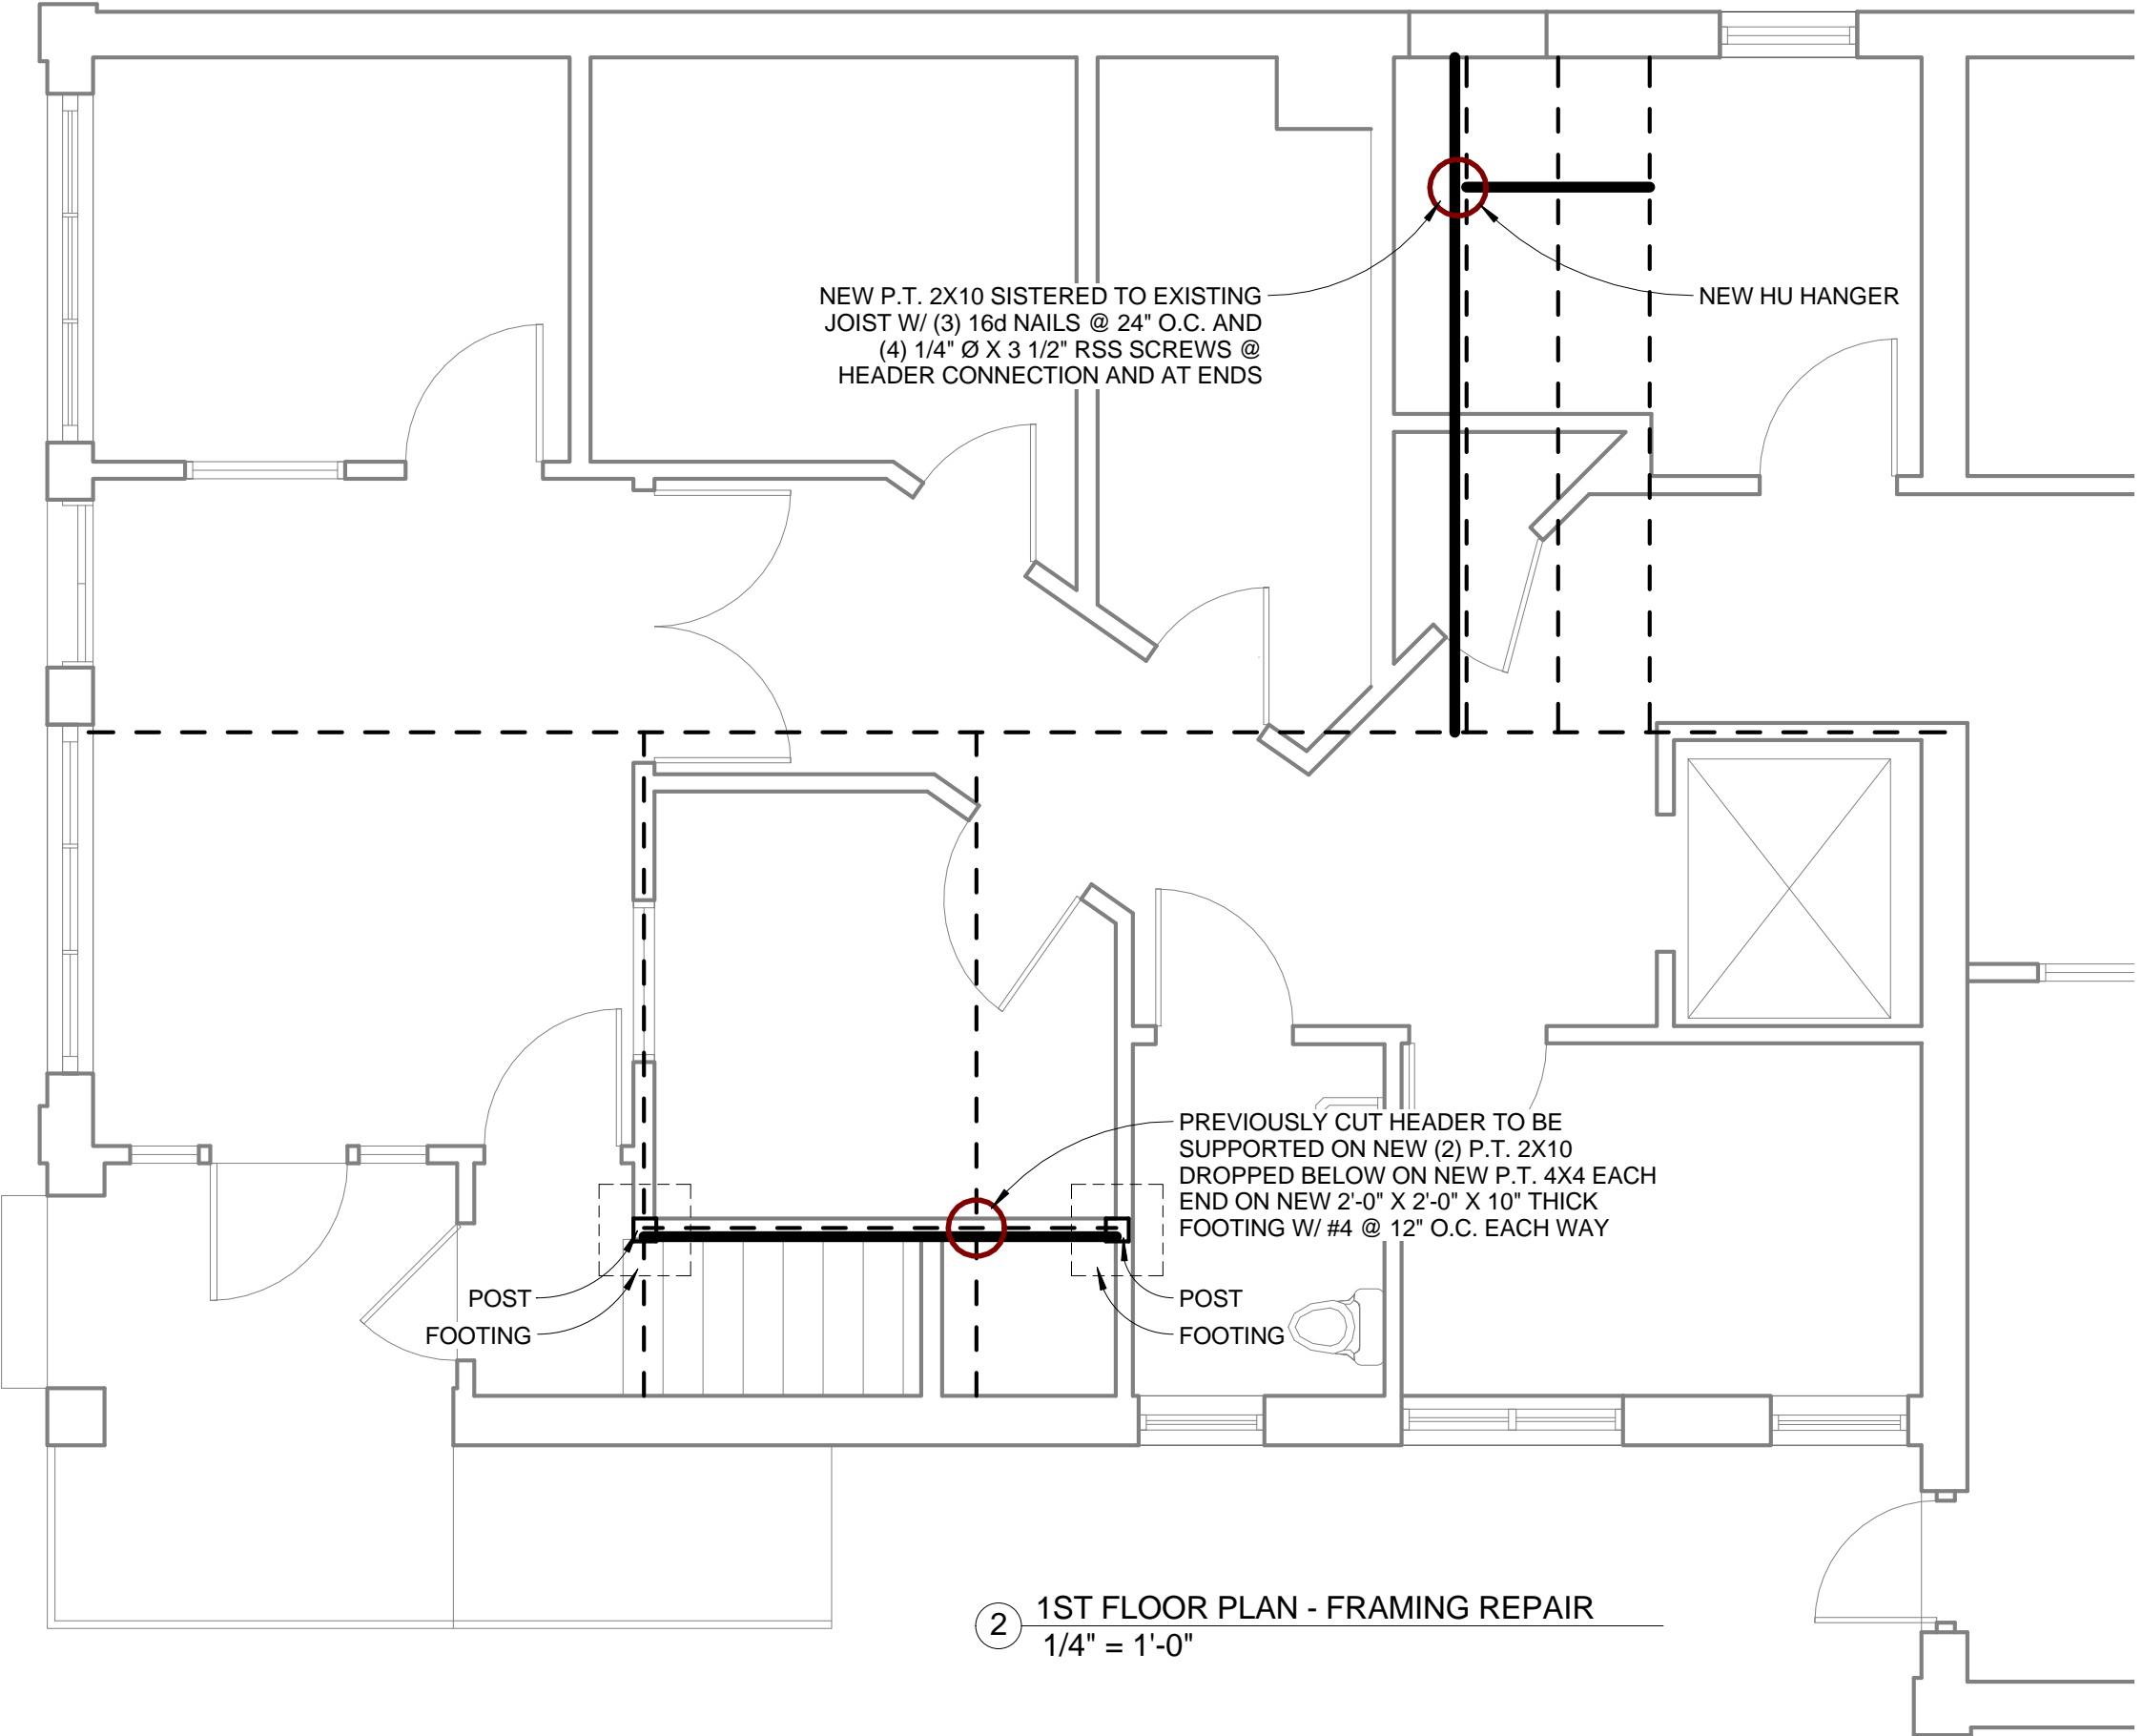 NEW P.T. 2X10 SISTERED TO EXISTING
JOIST W/ (3) 16d NAILS @ 24" O.C. AND
(4) 1/4" Ø X 3 1/2" RSS SCREWS @
HEADER CONNECTION AND AT ENDS
NEW HU HANGER
PREVIOUSLY CUT HEADER TO BE
SUPPORTED ON NEW (2) P.T. 2X10
DROPPED BELOW ON NEW P.T. 4X4 EACH
END ON NEW 2'-0" X 2'-0" X 10" THICK
FOOTING W/ #4 @ 12" O.C. EACH WAY
POST
FOOTING
POST
FOOTING
2
1ST FLOOR PLAN - FRAMING REPAIR
1/4" = 1'-0"